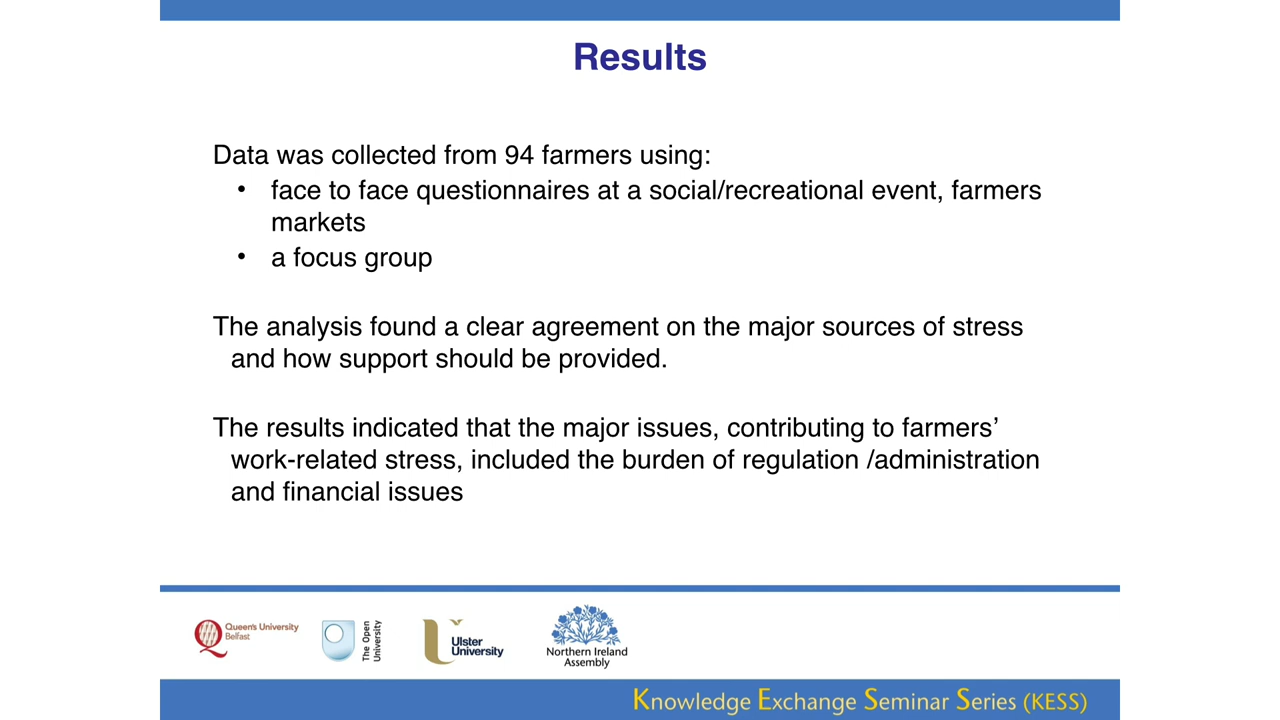 Results
Data was collected from 94 farmers using:
• face to face questionnaires at a social/recreational event, farmers
markets
• a focus group
The analysis found a clear agreement on the major sources of stress
and how support should be provided.
The results indicated that the major issues, contributing to farmers’
work-related stress, included the burden of regulation /administration
and financial issues
Queen's University
Belfast
The Open
University
Ulster
University
Northern Ireland
Assembly
Knowledge Exchange Seminar Series (KESS)